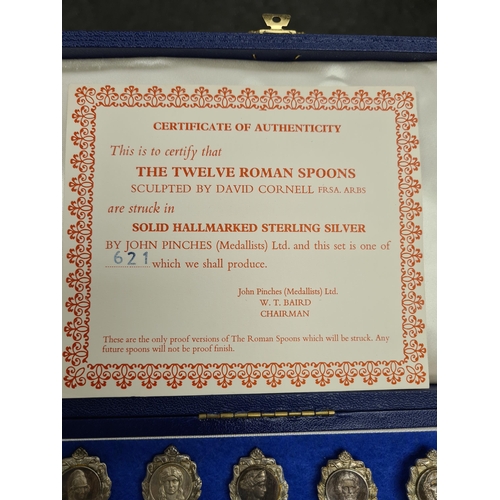 CERTIFICATE OF AUTHENTICITY
This is to certify that
THE TWELVE ROMAN SPOONS
SCULPTED BY DAVID CORNELL FRSA. ARBS
are struck in
SOLID HALLMARKED STERLING SILVER
BY JOHN PINCHES (Medallists) Ltd. and this set is one of
621 which we shall produce.
John Pinches (Medallists) Ltd.
W. T. BAIRD
CHAIRMAN
These are the only proof versions of The Roman Spoons which will be struck. Any
future spoons will not be proof finish.